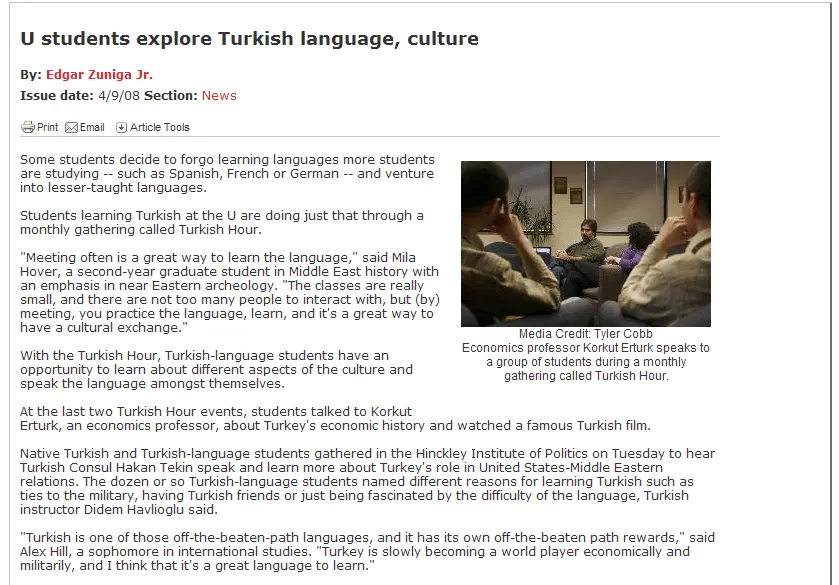 U students explore Turkish language, culture
By: Edgar Zuniga Jr.
Issue date: 4/9/08 Section: News
Print Email Article Tools
Some students decide to forgo learning languages more students
are studying -- such as Spanish, French or German -- and venture
into lesser-taught languages.
Students learning Turkish at the U are doing just that through a
monthly gathering called Turkish Hour.
"Meeting often is a great way to learn the language," said Mila
Hover, a second-year graduate student in Middle East history with
an emphasis in near Eastern archeology. "The classes are really
small, and there are not too many people to interact with, but (by)
meeting, you practice the language, learn, and it's a great way to
have a cultural exchange."
With the Turkish Hour, Turkish-language students have an
opportunity to learn about different aspects of the culture and
speak the language amongst themselves.
At the last two Turkish Hour events, students talked to Korkut
Erturk, an economics professor, about Turkey's economic history and watched a famous Turkish film.
Native Turkish and Turkish-language students gathered in the Hinckley Institute of Politics on Tuesday to hear
Turkish Consul Hakan Tekin speak and learn more about Turkey's role in United States-Middle Eastern
relations. The dozen or so Turkish-language students named different reasons for learning Turkish such as
ties to the military, having Turkish friends or just being fascinated by the difficulty of the language, Turkish
instructor Didem Havlioglu said.
"Turkish is one of those off-the-beaten-path languages, and it has its own off-the-beaten path rewards," said
Alex Hill, a sophomore in international studies. "Turkey is slowly becoming a world player economically and
militarily, and I think that it's a great language to learn."
Media Credit: Tyler Cobb
Economics professor Korkut Erturk speaks to
a group of students during a monthly
gathering called Turkish Hour.